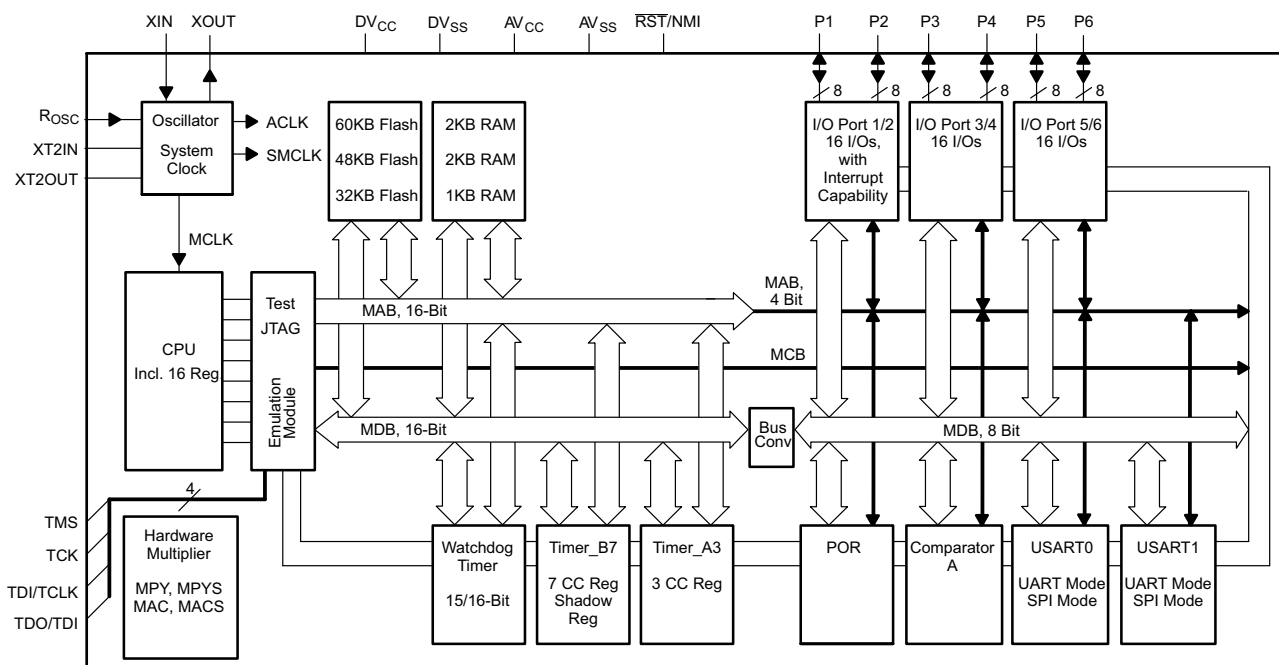 XIN XOUT DVCC DVSS AVCC AVSS RST/NMI P1 P2 P3 P4 P5 P6
8 8 8 8 8 8
ROSC
XT2IN
XT2OUT
Oscillator
System
Clock
ACLK
SMCLK
MCLK
60KB Flash
48KB Flash
32KB Flash
2KB RAM
2KB RAM
1KB RAM
I/O Port 1/2
16 I/Os,
with
Interrupt
Capability
I/O Port 3/4
16 I/Os
I/O Port 5/6
16 I/Os
CPU
Incl. 16 Reg.
Test
JTAG
Emulation
Module
MAB, 16-Bit
MAB,
4 Bit
MCB
MDB, 16-Bit
Bus
Conv
MDB, 8 Bit
4
TMS
TCK
TDI/TCLK
TDO/TDI
Hardware
Multiplier
MPY, MPYS
MAC, MACS
Watchdog
Timer
15/16-Bit
Timer_B7
7 CC Reg
Shadow
Reg
Timer_A3
3 CC Reg
POR
Comparator
A
USART0
UART Mode
SPI Mode
USART1
UART Mode
SPI Mode